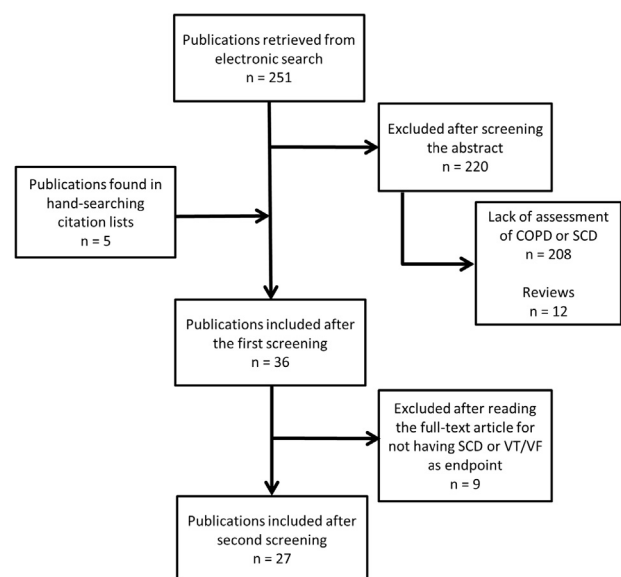 Publications retrieved from
electronic search
n = 251
Excluded after screening
the abstract
n = 220
Publications found in
hand-searching
citation lists
n = 5
Lack of assessment
of COPD or SCD
n = 208
Reviews
n = 12
Publications included after
the first screening
n = 36
Excluded after reading
the full-text article for
not having SCD or VT/VF
as endpoint
n = 9
Publications included after
second screening
n = 27